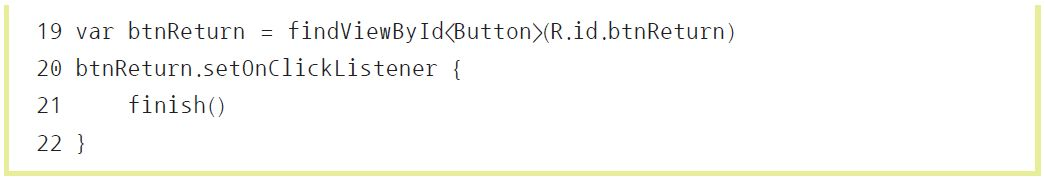 19 var btnReturn = findViewById<Button>(R.id.btnReturn)
20 btnReturn.setOnClickListener {
21     finish()
22 }